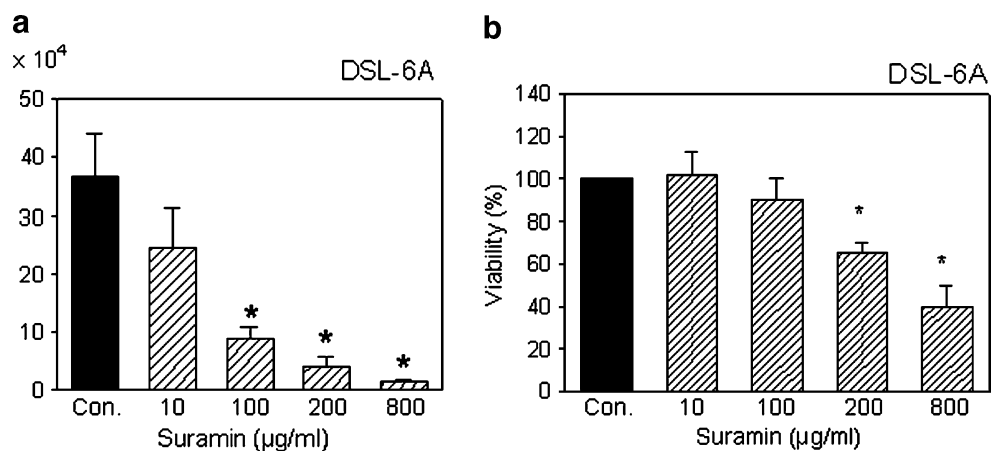 a
× 10⁴
DSL-6A
50
40
30
20
10
0
* * *
Con. 10 100 200 800
Suramin (µg/ml)
b
DSL-6A
140
120
100
80
60
40
20
0
Viability (%)
* *
Con. 10 100 200 800
Suramin (µg/ml)